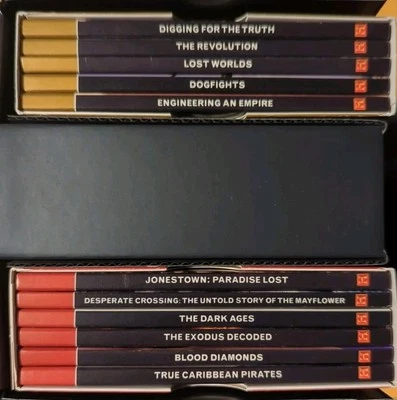 DIGGING FOR THE TRUTH
THE REVOLUTION
LOST WORLDS
DOGFIGHTS
ENGINEERING AN EMPIRE
JONESTOWN: PARADISE LOST
DESPERATE CROSSING: THE UNTOLD STORY OF THE MAYFLOWER
THE DARK AGES
THE EXODUS DECODED
BLOOD DIAMONDS
TRUE CARIBBEAN PIRATES